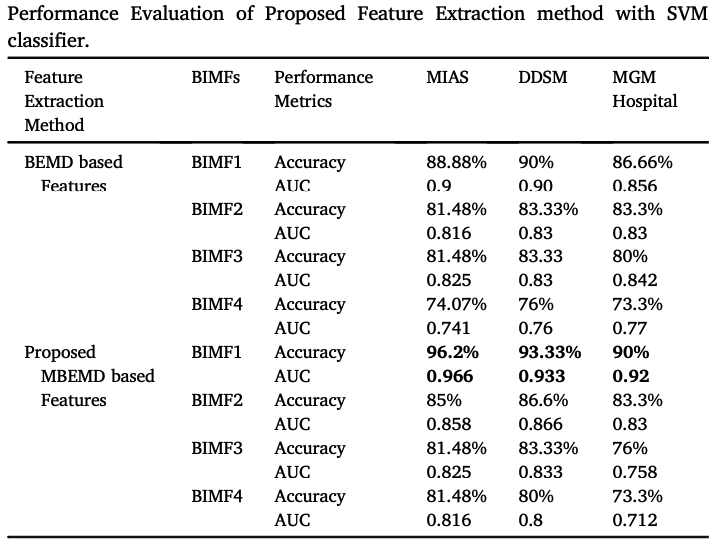 Performance Evaluation of Proposed Feature Extraction method with SVM
classifier.
Feature BIMFs Performance MIAS DDSM MGM
Extraction Metrics Hospital
Method
BEMD based BIMF1 Accuracy 88.88% 90% 86.66%
Features AUC 0.9 0.90 0.856
BIMF2 Accuracy 81.48% 83.33% 83.3%
AUC 0.816 0.83 0.83
BIMF3 Accuracy 81.48% 83.33 80%
AUC 0.825 0.83 0.842
BIMF4 Accuracy 74.07% 76% 73.3%
AUC 0.741 0.76 0.77
Proposed BIMF1 Accuracy 96.2% 93.33% 90%
MBEMD based AUC 0.966 0.933 0.92
Features BIMF2 Accuracy 85% 86.6% 83.3%
AUC 0.858 0.866 0.83
BIMF3 Accuracy 81.48% 83.33% 76%
AUC 0.825 0.833 0.758
BIMF4 Accuracy 81.48% 80% 73.3%
AUC 0.816 0.8 0.712